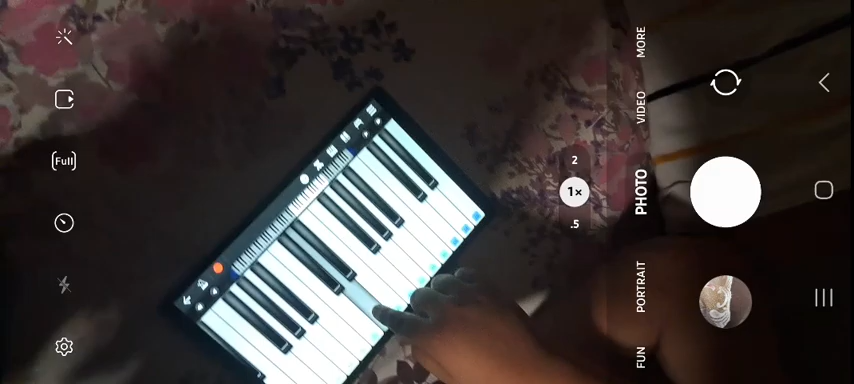 Full
2
1×
.5
MORE
VIDEO
PHOTO
PORTRAIT
FUN